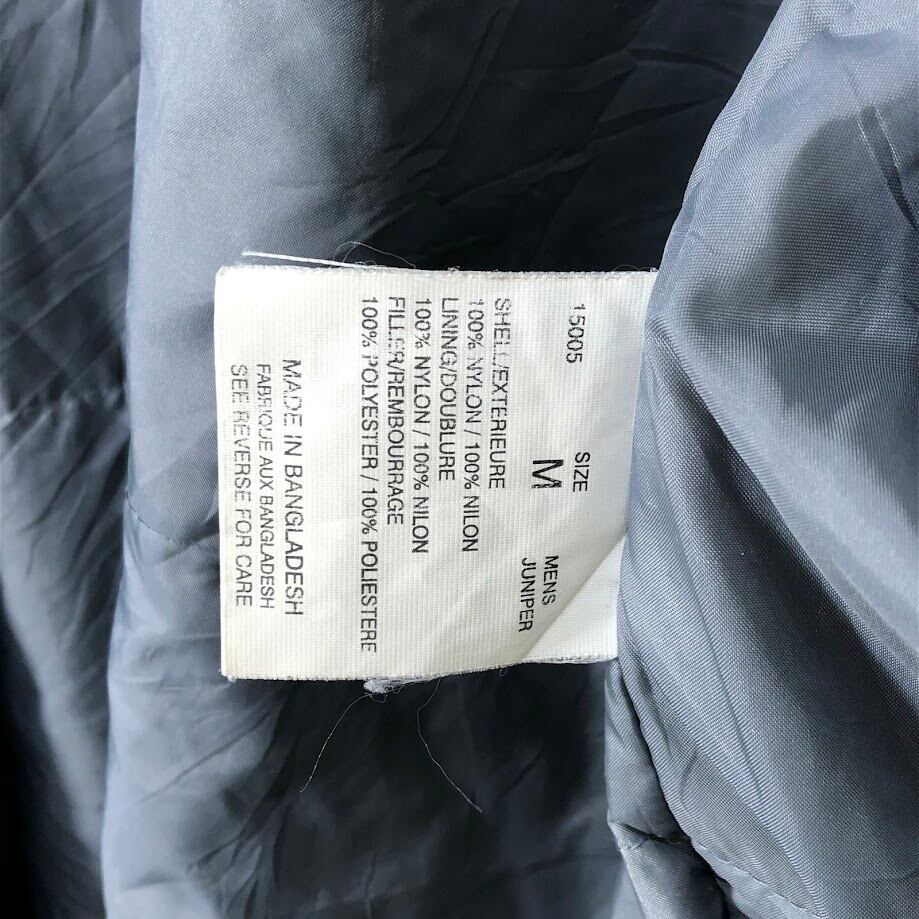 15005
SIZE
M
MENS
JUNIPER
SHELL/EXTERIEURE
100% NYLON / 100% NILON
LINING/DOUBLURE
100% NYLON / 100% NILON
FILLER/REMBOURRAGE
100% POLYESTER / 100% POLIESTERE
MADE IN BANGLADESH
FABRIQUE AUX BANGLADESH
SEE REVERSE FOR CARE